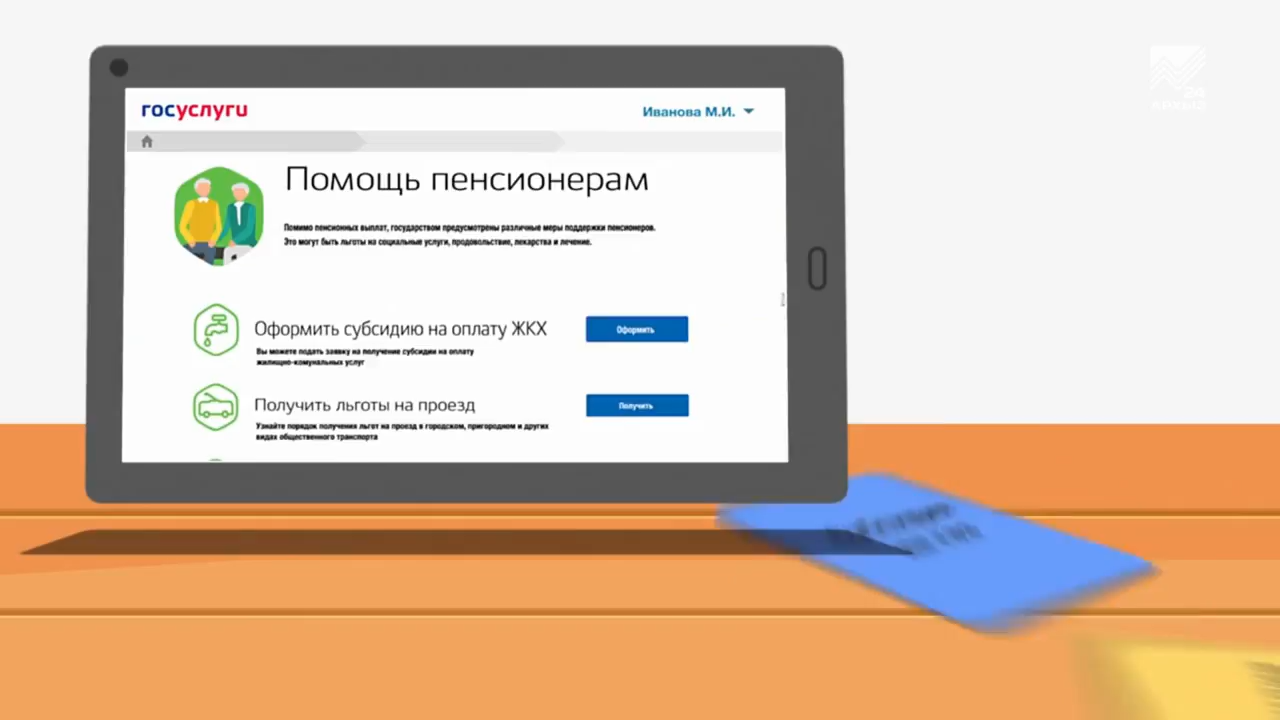 госуслуги
Иванова М.И.
Помощь пенсионерам
Помимо пенсионных выплат, государством предусмотрены различные меры поддержки пенсионеров.
Это могут быть льготы на социальные услуги, продовольствие, лекарства и лечение.
Оформить субсидию на оплату ЖКХ
Оформить
Вы можете подать заявку на получение субсидии на оплату
жилищно-комунальных услуг
Получить льготы на проезд
Получить
Узнайте порядок получения льгот на проезд в городском, пригородном и других
видах общественного транспорта
24
АРХЫЗ